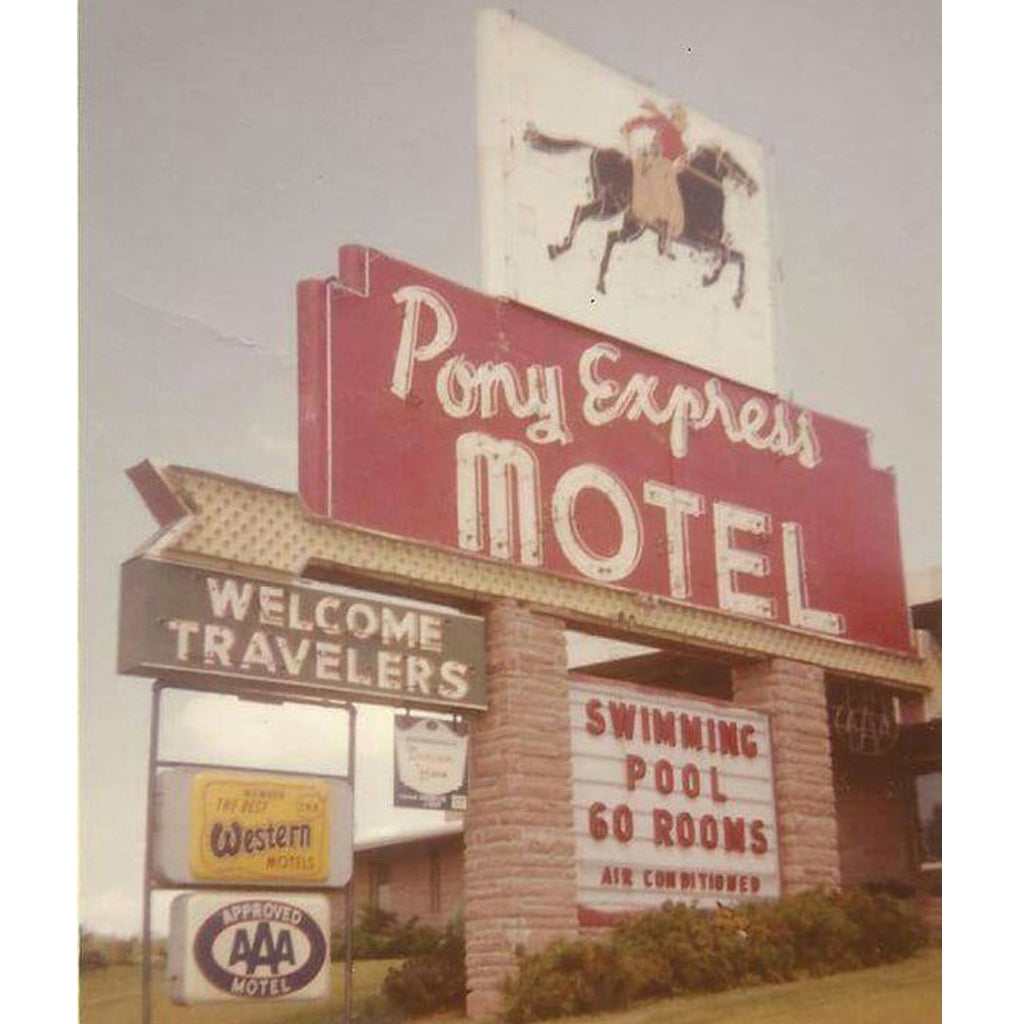 Pony Express
MOTEL
WELCOME
TRAVELERS
SWIMMING
POOL
60 ROOMS
AIR CONDITIONED
MEMBER
THE BEST
Western
MOTELS
APPROVED
AAA
MOTEL
AAA